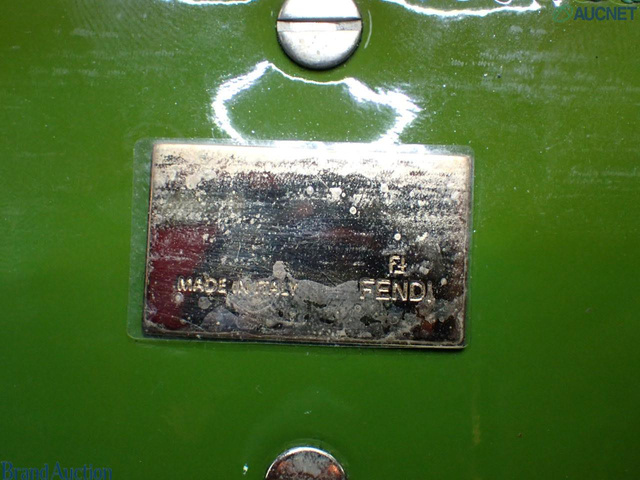 AUCNET
MADE IN ITALY
FENDI
Brand Auction